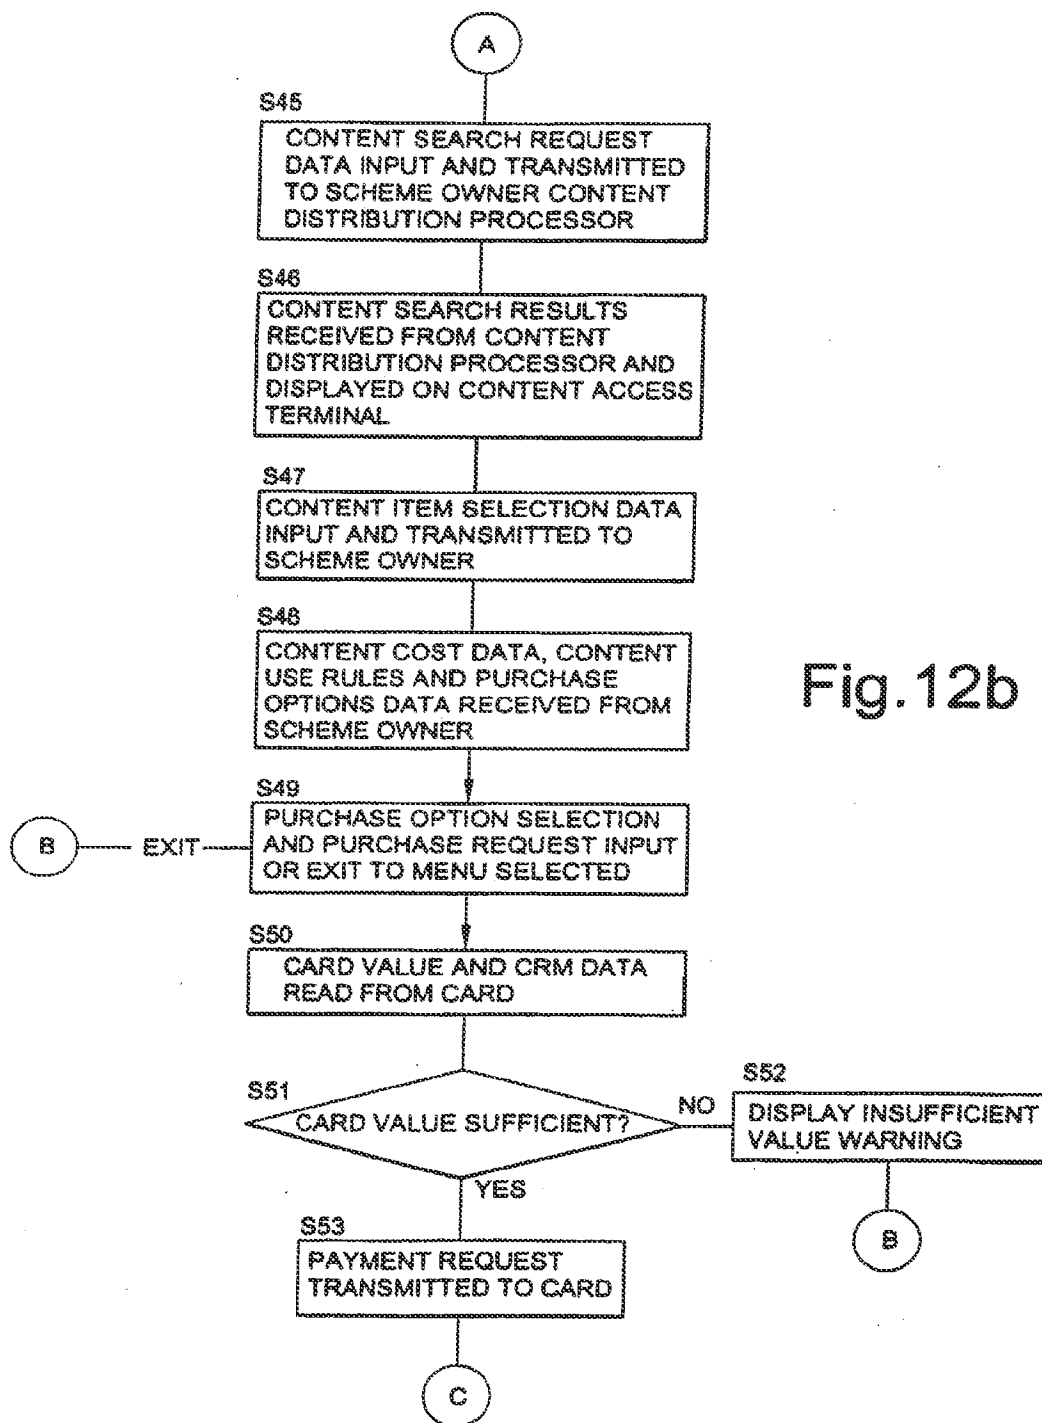 A
S45
CONTENT SEARCH REQUEST
DATA INPUT AND TRANSMITTED
TO SCHEME OWNER CONTENT
DISTRIBUTION PROCESSOR
S46
CONTENT SEARCH RESULTS
RECEIVED FROM CONTENT
DISTRIBUTION PROCESSOR AND
DISPLAYED ON CONTENT ACCESS
TERMINAL
S47
CONTENT ITEM SELECTION DATA
INPUT AND TRANSMITTED TO
SCHEME OWNER
S48
CONTENT COST DATA, CONTENT
USE RULES AND PURCHASE
OPTIONS DATA RECEIVED FROM
SCHEME OWNER
Fig.12b
S49
PURCHASE OPTION SELECTION
AND PURCHASE REQUEST INPUT
OR EXIT TO MENU SELECTED
B
EXIT
S50
CARD VALUE AND CRM DATA
READ FROM CARD
S51
CARD VALUE SUFFICIENT?
NO
S52
DISPLAY INSUFFICIENT
VALUE WARNING
YES
B
S53
PAYMENT REQUEST
TRANSMITTED TO CARD
C